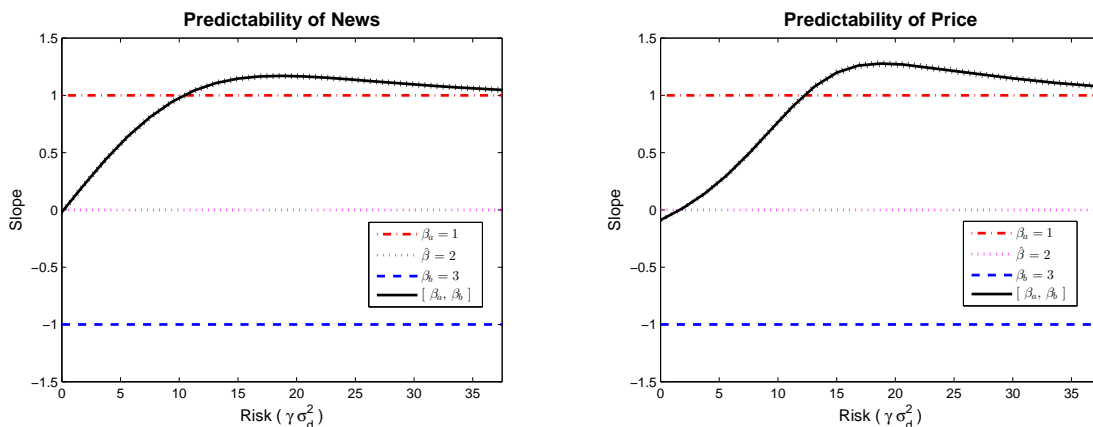 Predictability of News
1.5
1
0.5
0
−0.5
−1
−1.5
Slope
0 5 10 15 20 25 30 35
Risk ( γ σ_d^2 )
β_a = 1
β̂ = 2
β_b = 3
[ β_a, β_b ]
Predictability of Price
1.5
1
0.5
0
−0.5
−1
−1.5
Slope
0 5 10 15 20 25 30 35
Risk ( γ σ_d^2 )
β_a = 1
β̂ = 2
β_b = 3
[ β_a, β_b ]